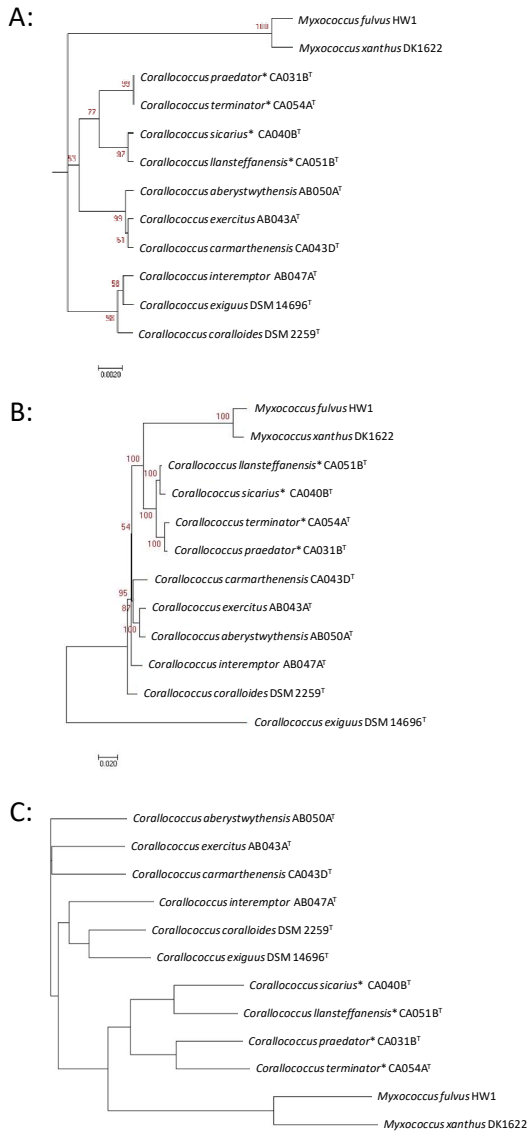 A:
100
Myxococcus fulvus HW1
Myxococcus xanthus DK1622
99
Corallococcus praedator* CA031Bᵀ
Corallococcus terminator* CA054Aᵀ
77
Corallococcus sicarius* CA040Bᵀ
97
Corallococcus llansteffanensis* CA051Bᵀ
53
Corallococcus aberystwythensis AB050Aᵀ
99
Corallococcus exercitus AB043Aᵀ
51
Corallococcus carmarthenensis CA043Dᵀ
Corallococcus interemptor AB047Aᵀ
58
Corallococcus exiguus DSM 14696ᵀ
Corallococcus coralloides DSM 2259ᵀ
0.0020
B:
Myxococcus fulvus HW1
100
Myxococcus xanthus DK1622
100
Corallococcus llansteffanensis* CA051Bᵀ
100
Corallococcus sicarius* CA040Bᵀ
100
Corallococcus terminator* CA054Aᵀ
54
100
Corallococcus praedator* CA031Bᵀ
Corallococcus carmarthenensis CA043Dᵀ
95
87
Corallococcus exercitus AB043Aᵀ
100
Corallococcus aberystwythensis AB050Aᵀ
Corallococcus interemptor AB047Aᵀ
Corallococcus coralloides DSM 2259ᵀ
Corallococcus exiguus DSM 14696ᵀ
0.020
C:
Corallococcus aberystwythensis AB050Aᵀ
Corallococcus exercitus AB043Aᵀ
Corallococcus carmarthenensis CA043Dᵀ
Corallococcus interemptor AB047Aᵀ
Corallococcus coralloides DSM 2259ᵀ
Corallococcus exiguus DSM 14696ᵀ
Corallococcus sicarius* CA040Bᵀ
Corallococcus llansteffanensis* CA051Bᵀ
Corallococcus praedator* CA031Bᵀ
Corallococcus terminator* CA054Aᵀ
Myxococcus fulvus HW1
Myxococcus xanthus DK1622